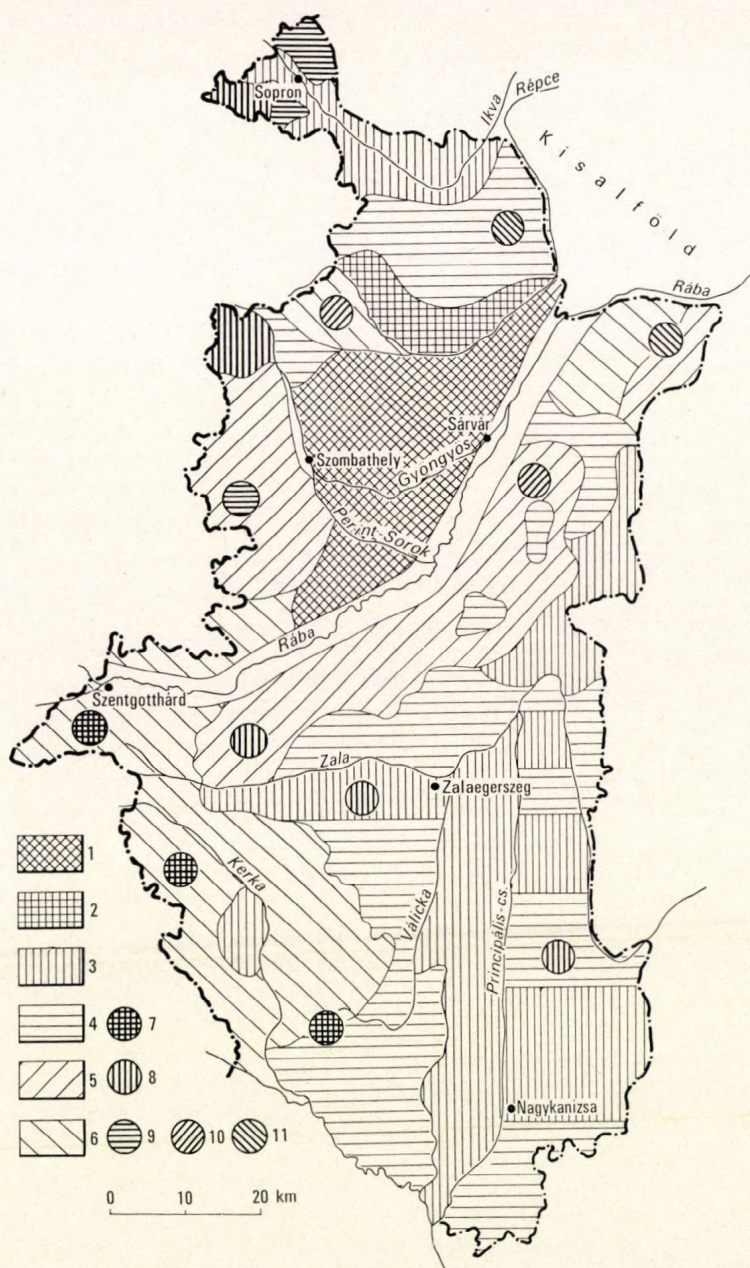 Sopron
Ikva
Répce
Kisalföld
Rába
Sárvár
Szombathely
Gyöngyös
Perint-Sorok
Rába
Szentgotthárd
Zala
Zalaegerszeg
Kerka
Válicka
Principális-cs.
Nagykanizsa
1
2
3
4 7
5 8
6 9 10 11
0 10 20 km